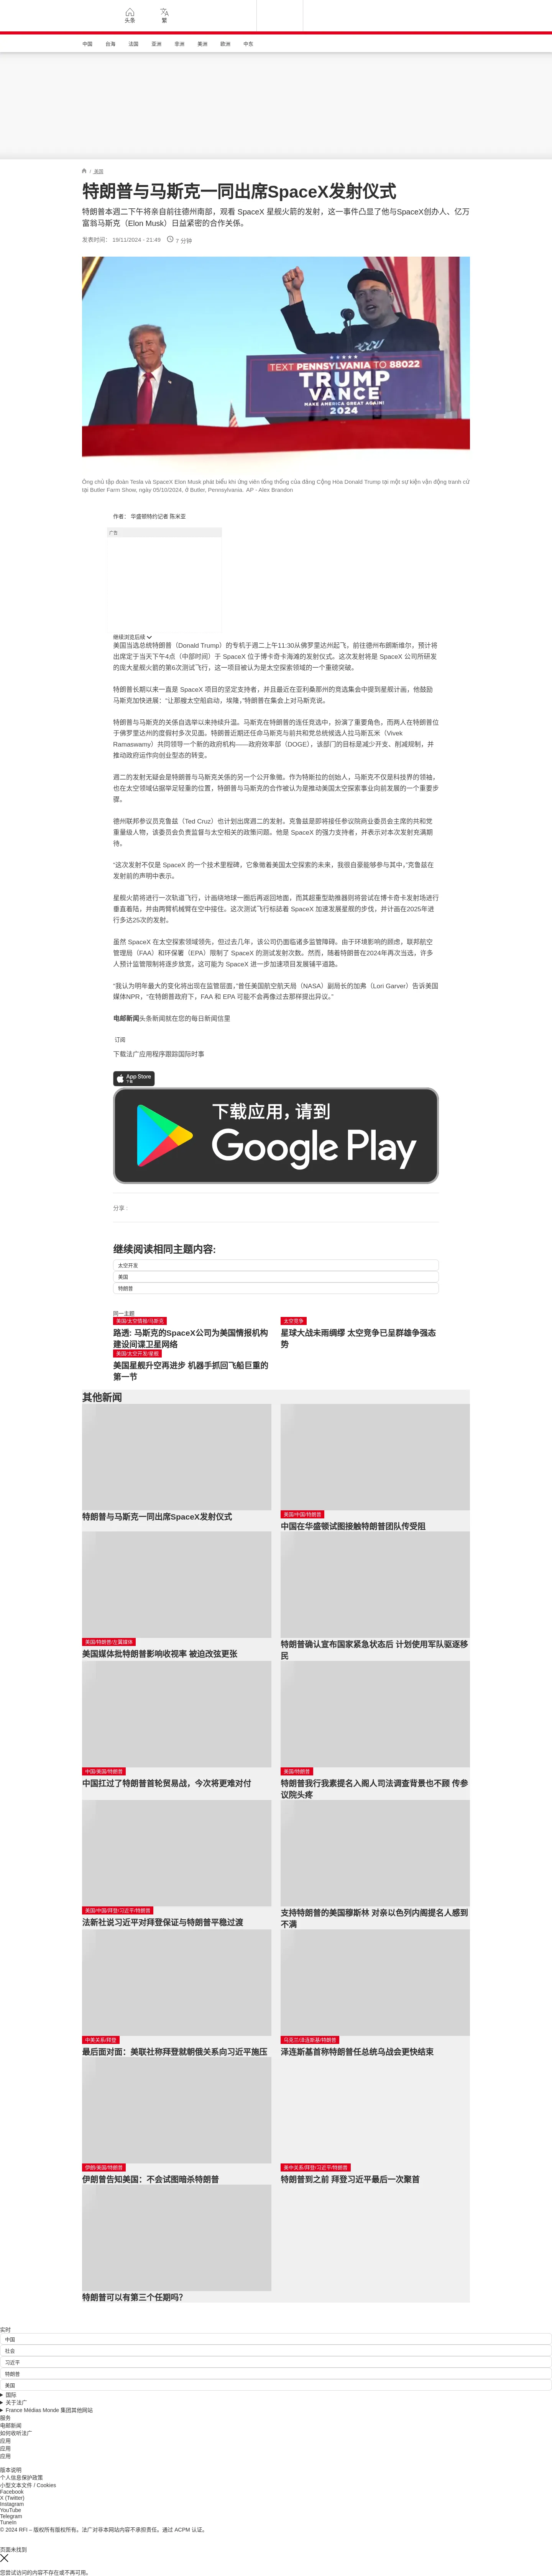 头条
繁
中国
台海
法国
亚洲
非洲
美洲
欧洲
中东
/ 美国
特朗普与马斯克一同出席SpaceX发射仪式
特朗普本週二下午将亲自前往德州南部，观看 SpaceX 星舰火箭的发射，这一事件凸显了他与SpaceX创办人、亿万
富翁马斯克（Elon Musk）日益紧密的合作关系。
发表时间： 19/11/2024 - 21:49
7 分钟
TEXT PENNSYLVANIA TO 88022
TRUMP
VANCE
MAKE AMERICA GREAT AGAIN!
2024
Ông chủ tập đoàn Tesla và SpaceX Elon Musk phát biểu khi ứng viên tổng thống của đảng Cộng Hòa Donald Trump tại một sự kiện vận động tranh cử
tại Butler Farm Show, ngày 05/10/2024, ở Butler, Pennsylvania. AP - Alex Brandon
作者： 华盛顿特约记者 陈米亚
广告
继续浏览后续
美国当选总统特朗普（Donald Trump）的专机于週二上午11:30从佛罗里达州起飞，前往德州布朗斯维尔，预计将
出席定于当天下午4点（中部时间）于 SpaceX 位于博卡奇卡海滩的发射仪式。这次发射将是 SpaceX 公司所研发
的庞大星舰火箭的第6次测试飞行，这一项目被认为是太空探索领域的一个重磅突破。
特朗普长期以来一直是 SpaceX 项目的坚定支持者，并且最近在亚利桑那州的竞选集会中提到星舰计画，他鼓励
马斯克加快进展：“让那艘太空船启动，埃隆，”特朗普在集会上对马斯克说。
特朗普与马斯克的关係自选举以来持续升温。马斯克在特朗普的连任竞选中，扮演了重要角色，而两人在特朗普位
于佛罗里达州的度假村多次见面。特朗普近期还任命马斯克与前共和党总统候选人拉马斯瓦米（Vivek
Ramaswamy）共同领导一个新的政府机构——政府效率部（DOGE），该部门的目标是减少开支、削减规制，并
推动政府运作向创业型态的转变。
週二的发射无疑会是特朗普与马斯克关係的另一个公开象徵。作为特斯拉的创始人，马斯克不仅是科技界的领袖，
也在太空领域佔据举足轻重的位置，特朗普与马斯克的合作被认为是推动美国太空探索事业向前发展的一个重要步
骤。
德州联邦参议员克鲁兹（Ted Cruz）也计划出席週二的发射。克鲁兹是即将接任参议院商业委员会主席的共和党
重量级人物，该委员会负责监督与太空相关的政策问题。他是 SpaceX 的强力支持者，并表示对本次发射充满期
待。
“这次发射不仅是 SpaceX 的一个技术里程碑，它象徵着美国太空探索的未来，我很自豪能够参与其中，”克鲁兹在
发射前的声明中表示。
星舰火箭将进行一次轨道飞行，计画绕地球一圈后再返回地面，而其超重型助推器则将尝试在博卡奇卡发射场进行
垂直着陆，并由两臂机械臂在空中接住。这次测试飞行标誌着 SpaceX 加速发展星舰的步伐，并计画在2025年进
行多达25次的发射。
虽然 SpaceX 在太空探索领域领先，但过去几年，该公司仍面临诸多监管障碍。由于环境影响的顾虑，联邦航空
管理局（FAA）和环保署（EPA）限制了 SpaceX 的测试发射次数。然而，随着特朗普在2024年再次当选，许多
人预计监管限制将逐步放宽，这可能为 SpaceX 进一步加速项目发展铺平道路。
“我认为明年最大的变化将出现在监管层面，”曾任美国航空航天局（NASA）副局长的加弗（Lori Garver）告诉美国
媒体NPR，“在特朗普政府下，FAA 和 EPA 可能不会再像过去那样提出异议。”
电邮新闻头条新闻就在您的每日新闻信里
订阅
下载法广应用程序跟踪国际时事
App Store
下载
下载应用，请到
Google Play
分享 :
继续阅读相同主题内容:
太空开发
美国
特朗普
同一主题
美国/太空情报/马斯克
路透: 马斯克的SpaceX公司为美国情报机构
建设间谍卫星网络
太空竞争
星球大战未雨绸缪 太空竞争已呈群雄争强态
势
美国/太空开发/星舰
美国星舰升空再进步 机器手抓回飞船巨重的
第一节
其他新闻
特朗普与马斯克一同出席SpaceX发射仪式
美国/中国/特朗普
中国在华盛顿试图接触特朗普团队传受阻
美国/特朗普/左翼媒体
美国媒体批特朗普影响收视率 被迫改弦更张
特朗普确认宣布国家紧急状态后 计划使用军队驱逐移
民
中国/美国/特朗普
中国扛过了特朗普首轮贸易战，今次将更难对付
美国/特朗普
特朗普我行我素提名入阁人司法调查背景也不顾 传参
议院头疼
美国/中国/拜登/习近平/特朗普
法新社说习近平对拜登保证与特朗普平稳过渡
支持特朗普的美国穆斯林 对亲以色列内阁提名人感到
不满
中美关系/拜登
最后面对面：美联社称拜登就朝俄关系向习近平施压
乌克兰/泽连斯基/特朗普
泽连斯基首称特朗普任总统乌战会更快结束
伊朗/美国/特朗普
伊朗普告知美国：不会试图暗杀特朗普
美中关系/拜登/习近平/特朗普
特朗普到之前 拜登习近平最后一次聚首
特朗普可以有第三个任期吗？
实时
中国
社会
习近平
特朗普
美国
国际
关于法广
France Médias Monde 集团其他网站
服务
电邮新闻
如何收听法广
应用
应用
应用
版本说明
个人信息保护政策
小型文本文件 / Cookies
Facebook
X (Twitter)
Instagram
YouTube
Telegram
TuneIn
© 2024 RFI – 版权所有版权所有。法广对非本网站内容不承担责任。通过 ACPM 认证。
页面未找到
您尝试访问的内容不存在或不再可用。